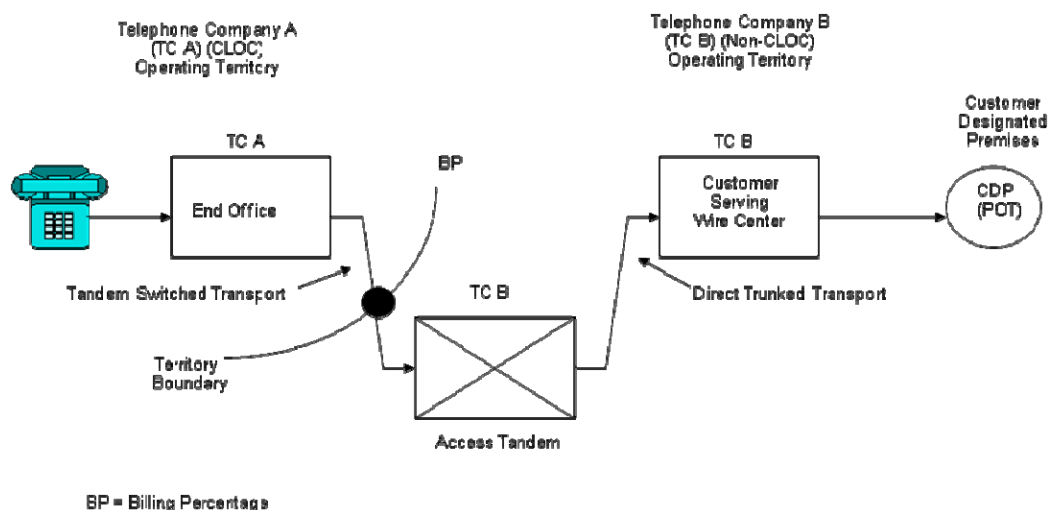 Telephone Company A
(TC A) (CLOC)
Operating Territory
Telephone Company B
(TC B) (Non-CLOC)
Operating Territory
Customer
Designated
Premises
TC A
BP
TC B
End Office
Customer
Serving
Wire Center
CDP
(POT)
Tandem Switched Transport
TC B
Direct Trunked Transport
Territory
Boundary
Access Tandem
BP = Billing Percentage